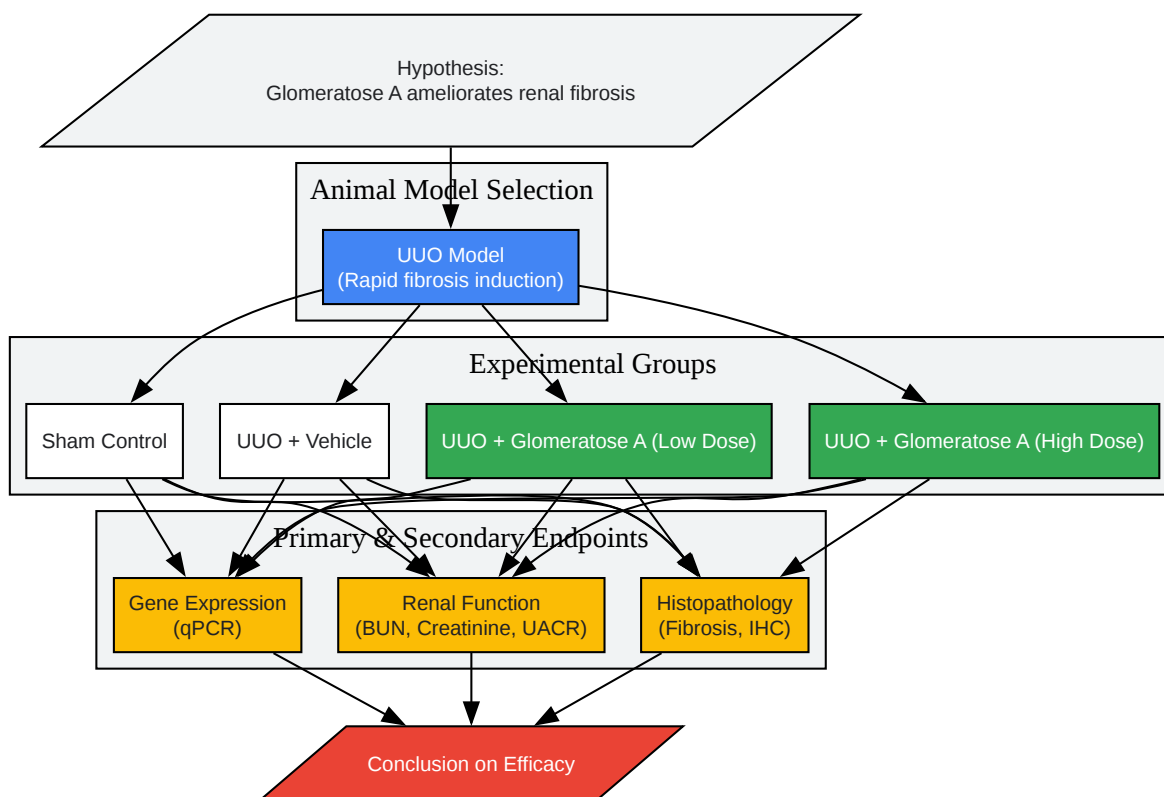 Hypothesis:
Glomeratose A ameliorates renal fibrosis
Animal Model Selection
UUO Model
(Rapid fibrosis induction)
Experimental Groups
Sham Control
UUO + Vehicle
UUO + Glomeratose A (Low Dose)
UUO + Glomeratose A (High Dose)
Primary & Secondary Endpoints
Gene Expression
(qPCR)
Renal Function
(BUN, Creatinine, UACR)
Histopathology
(Fibrosis, IHC)
Conclusion on Efficacy